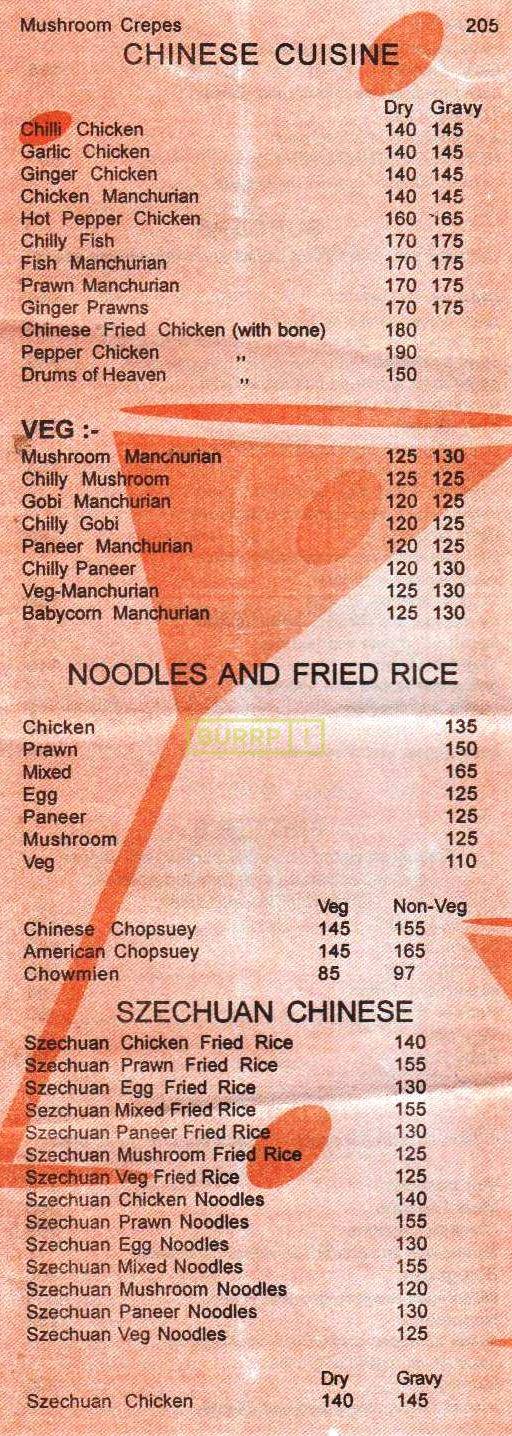 Mushroom Crepes 205
CHINESE CUISINE
Dry Gravy
Chilli Chicken 140 145
Garlic Chicken 140 145
Ginger Chicken 140 145
Chicken Manchurian 140 145
Hot Pepper Chicken 160 165
Chilly Fish 170 175
Fish Manchurian 170 175
Prawn Manchurian 170 175
Ginger Prawns 170 175
Chinese Fried Chicken (with bone) 180
Pepper Chicken ,, 190
Drums of Heaven ,, 150
VEG :-
Mushroom Manchurian 125 130
Chilly Mushroom 125 125
Gobi Manchurian 120 125
Chilly Gobi 120 125
Paneer Manchurian 120 125
Chilly Paneer 120 130
Veg-Manchurian 125 130
Babycorn Manchurian 125 130
NOODLES AND FRIED RICE
Chicken 135
BURRP!
Prawn 150
Mixed 165
Egg 125
Paneer 125
Mushroom 125
Veg 110
Veg Non-Veg
Chinese Chopsuey 145 155
American Chopsuey 145 165
Chowmien 85 97
SZECHUAN CHINESE
Szechuan Chicken Fried Rice 140
Szechuan Prawn Fried Rice 155
Szechuan Egg Fried Rice 130
Sezchuan Mixed Fried Rice 155
Szechuan Paneer Fried Rice 130
Szechuan Mushroom Fried Rice 125
Szechuan Veg Fried Rice 125
Szechuan Chicken Noodles 140
Szechuan Prawn Noodles 155
Szechuan Egg Noodles 130
Szechuan Mixed Noodles 155
Szechuan Mushroom Noodles 120
Szechuan Paneer Noodles 130
Szechuan Veg Noodles 125
Dry Gravy
Szechuan Chicken 140 145